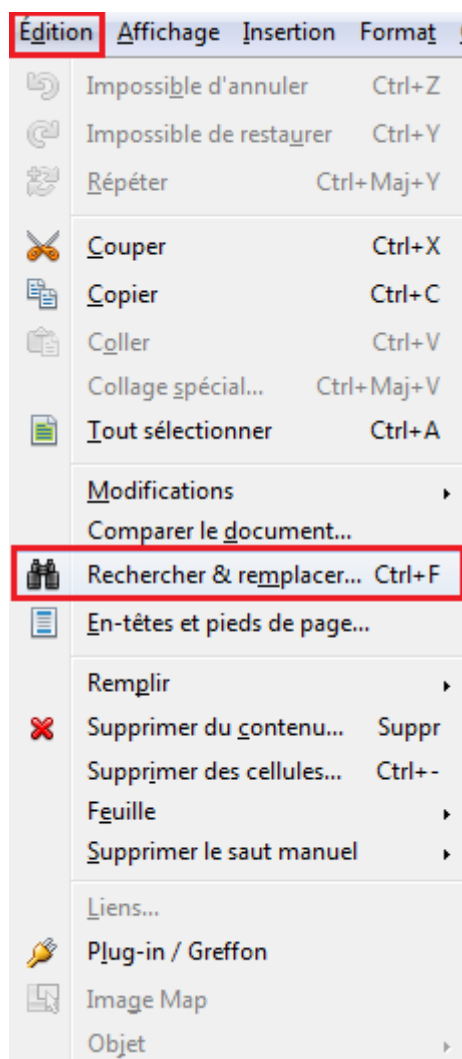 Édition Affichage Insertion Format
Impossible d'annuler Ctrl+Z
Impossible de restaurer Ctrl+Y
Répéter Ctrl+Maj+Y
Couper Ctrl+X
Copier Ctrl+C
Coller Ctrl+V
Collage spécial... Ctrl+Maj+V
Tout sélectionner Ctrl+A
Modifications
Comparer le document...
Rechercher & remplacer... Ctrl+F
En-têtes et pieds de page...
Remplir
Supprimer du contenu... Suppr
Supprimer des cellules... Ctrl+-
Feuille
Supprimer le saut manuel
Liens...
Plug-in / Greffon
Image Map
Objet